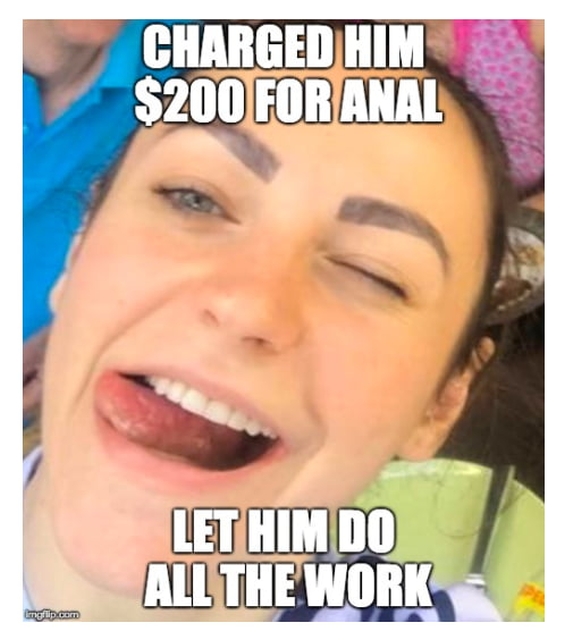 CHARGED HIM
$200 FOR ANAL
LET HIM DO
ALL THE WORK
imgflip.com